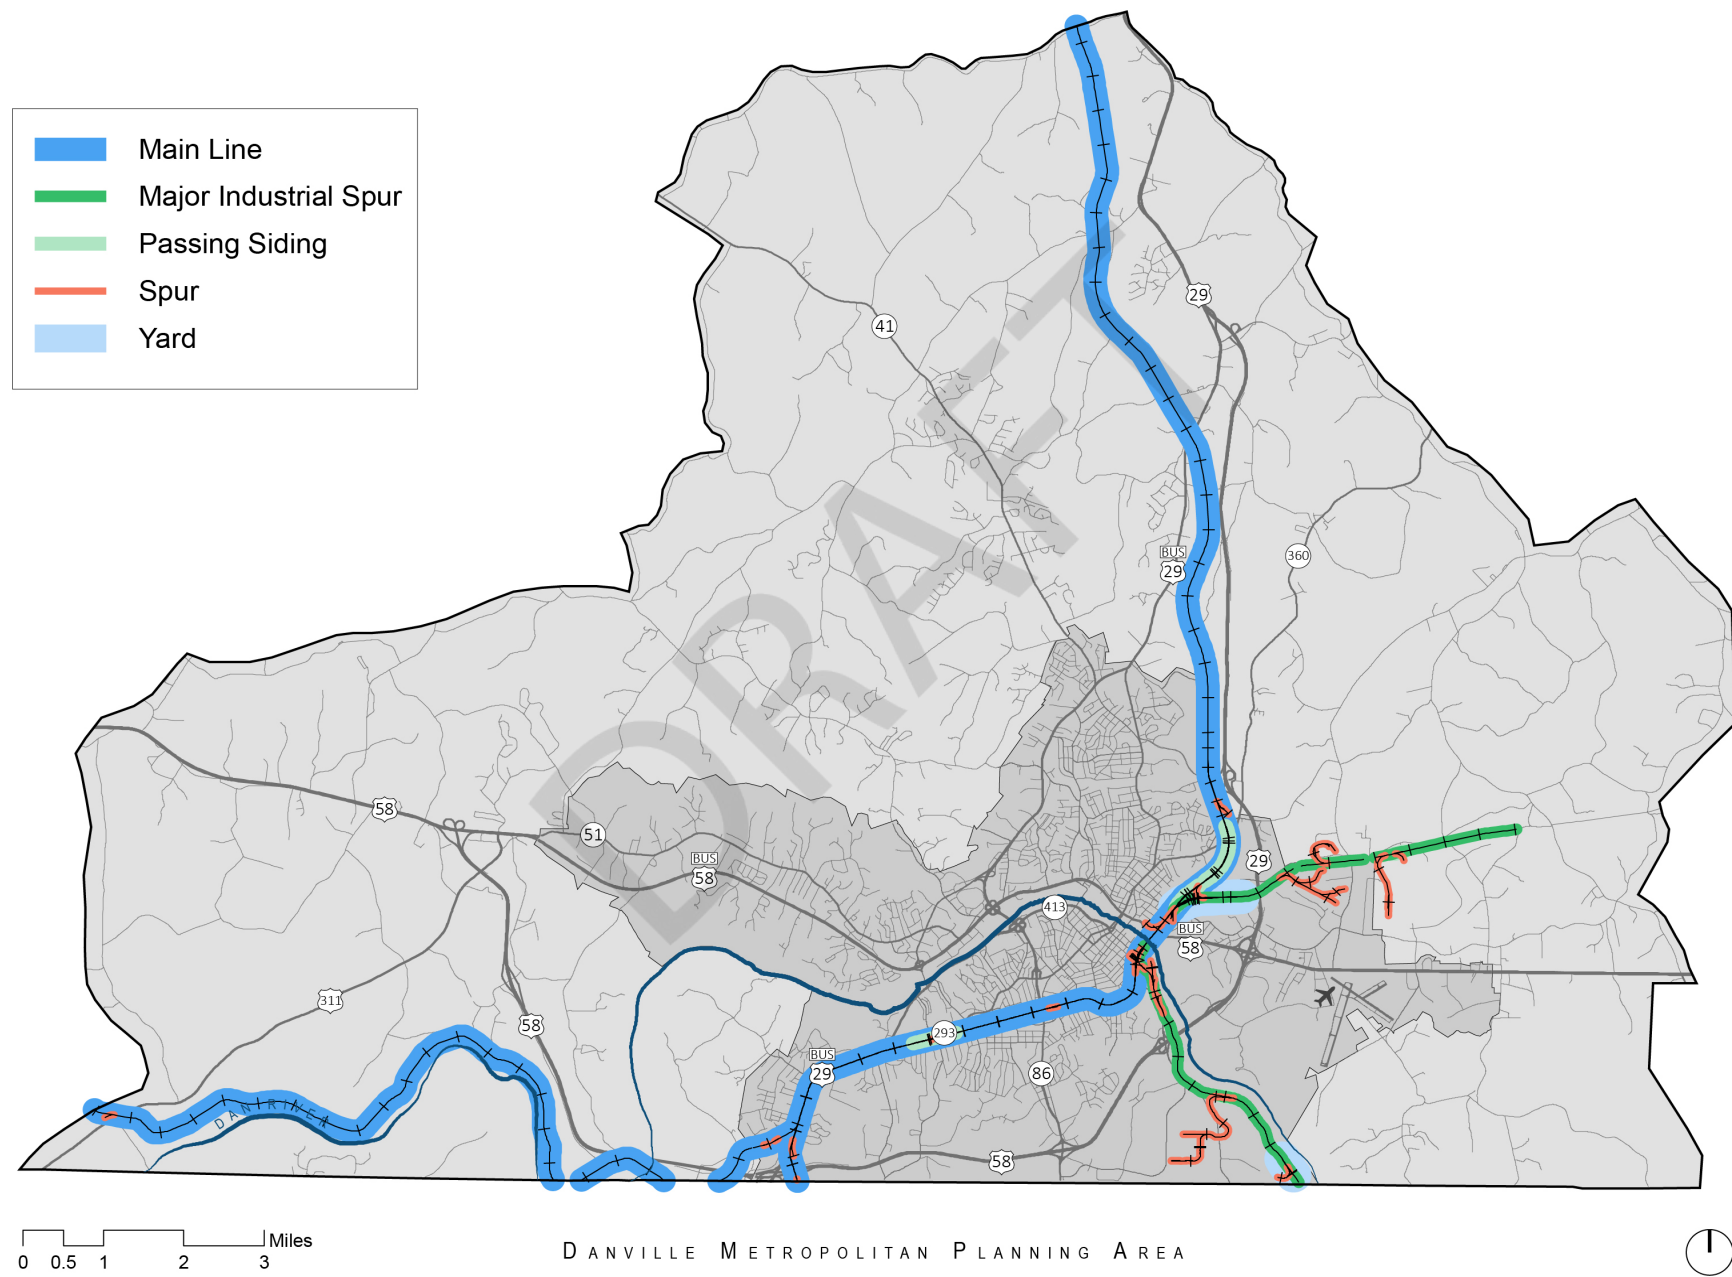 Main Line
Major Industrial Spur
Passing Siding
Spur
Yard
29
41
BUS
29
360
58
51
BUS
58
29
413
BUS
58
311
58
293
BUS
29
86
DAN RIVER
58
DRAFT
0 0.5 1 2 3 Miles
DANVILLE METROPOLITAN PLANNING AREA